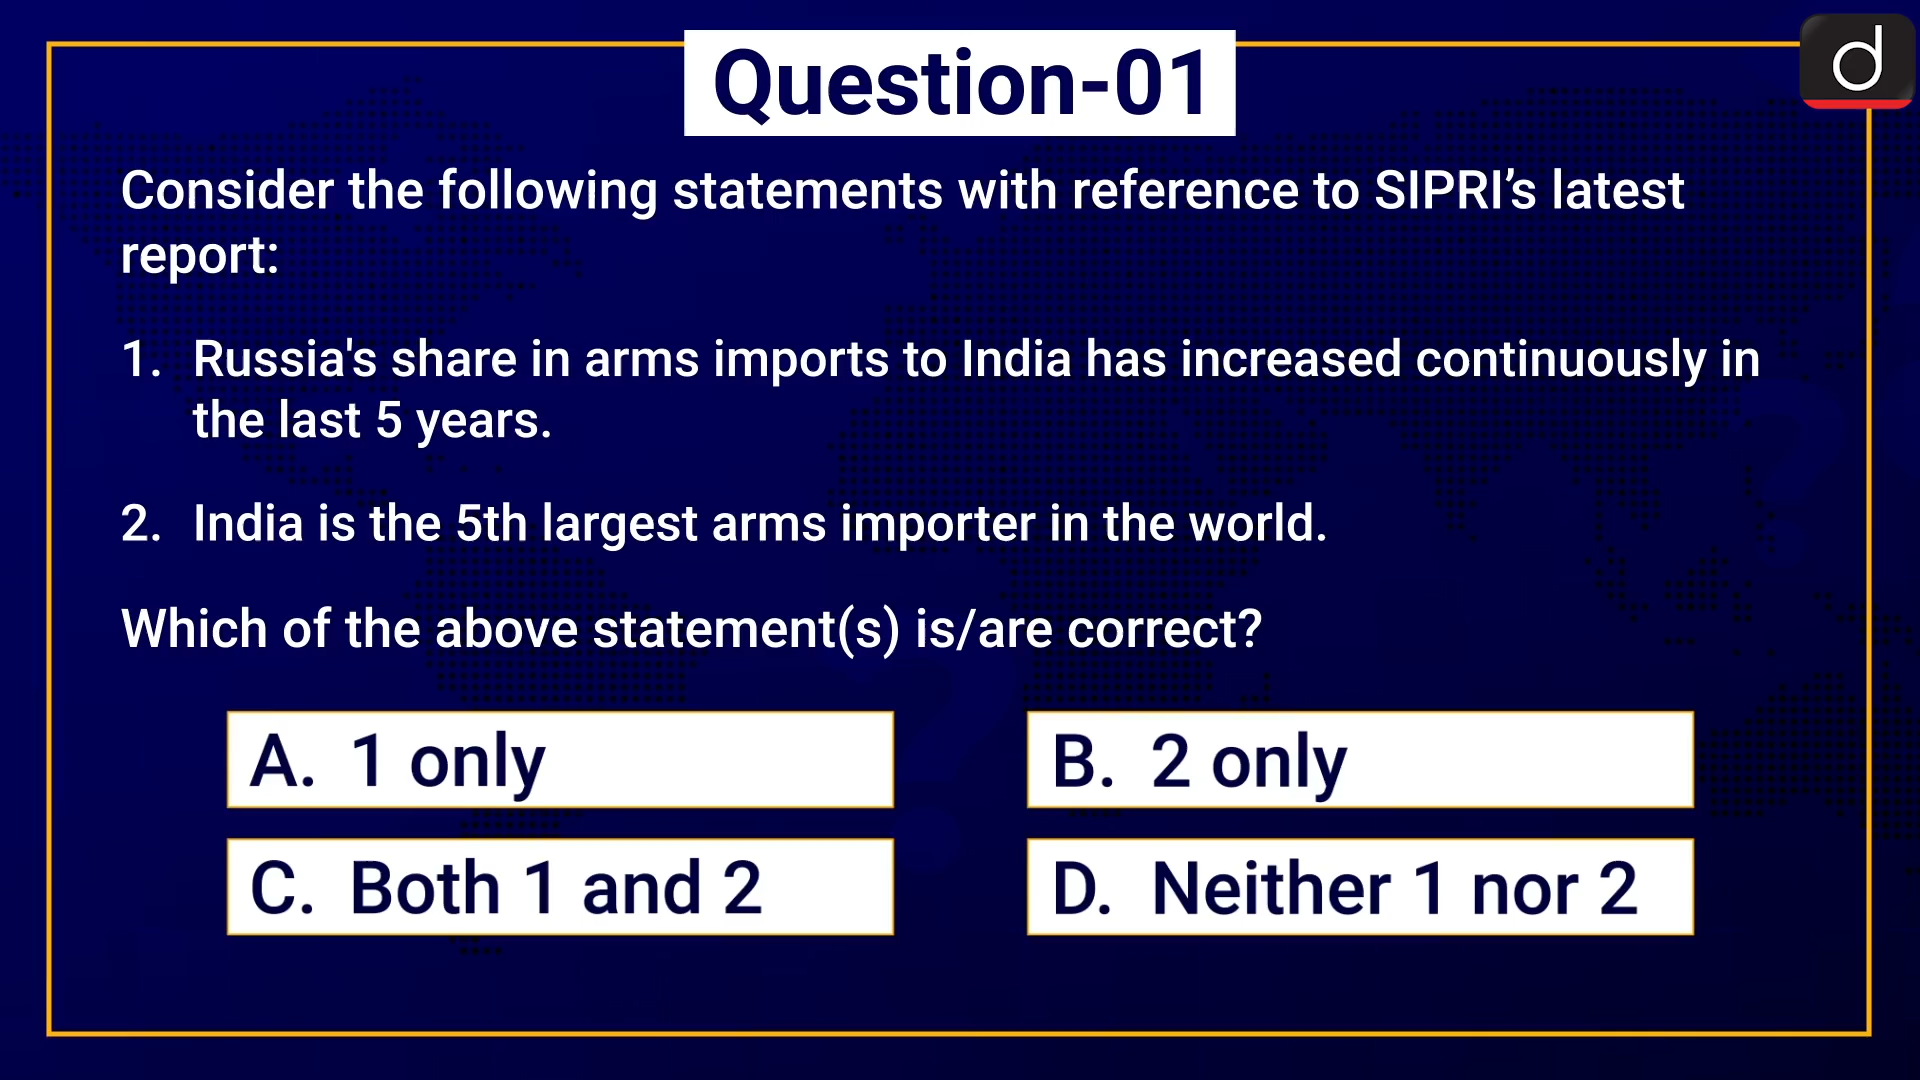 Question-01
Consider the following statements with reference to SIPRI’s latest
report:
1. Russia's share in arms imports to India has increased continuously in
the last 5 years.
2. India is the 5th largest arms importer in the world.
Which of the above statement(s) is/are correct?
A. 1 only
B. 2 only
C. Both 1 and 2
D. Neither 1 nor 2